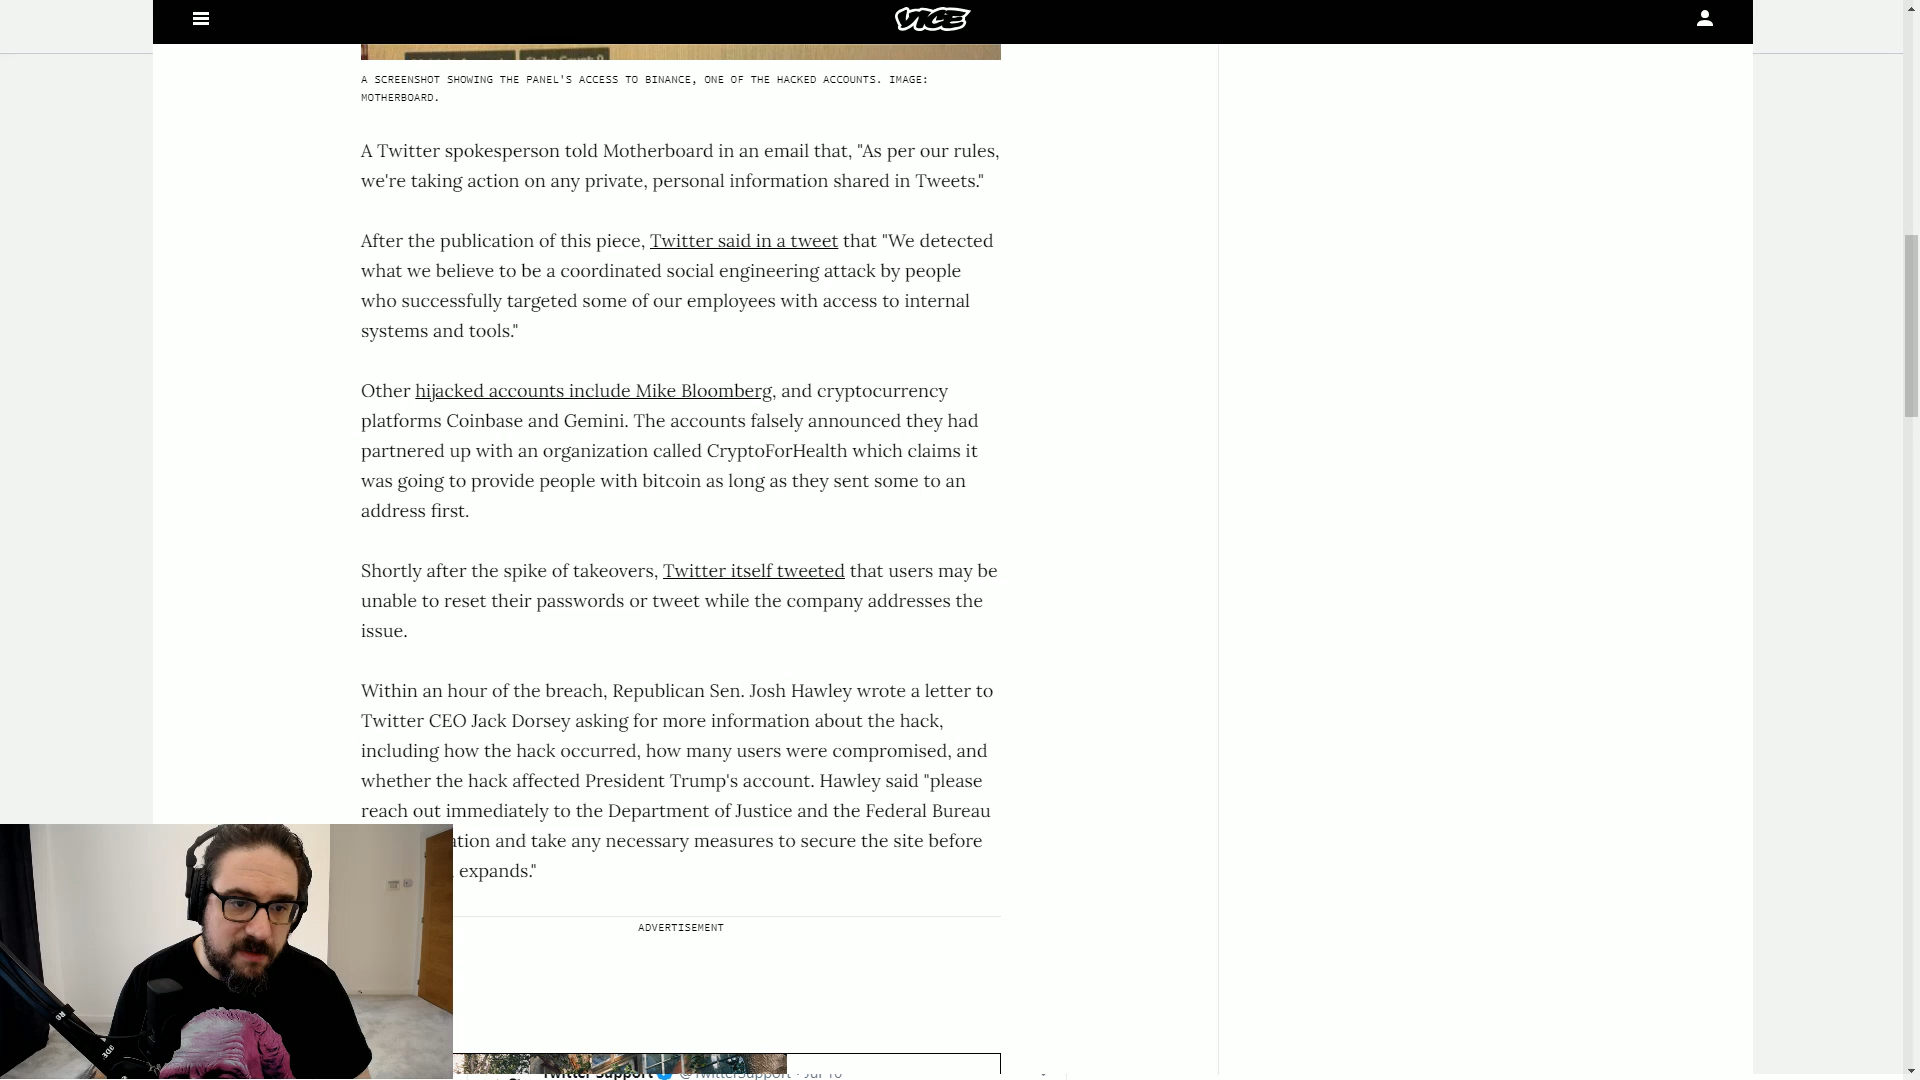 VICE
A SCREENSHOT SHOWING THE PANEL'S ACCESS TO BINANCE, ONE OF THE HACKED ACCOUNTS. IMAGE:
MOTHERBOARD.
A Twitter spokesperson told Motherboard in an email that, "As per our rules,
we're taking action on any private, personal information shared in Tweets."
After the publication of this piece, Twitter said in a tweet that "We detected
what we believe to be a coordinated social engineering attack by people
who successfully targeted some of our employees with access to internal
systems and tools."
Other hijacked accounts include Mike Bloomberg, and cryptocurrency
platforms Coinbase and Gemini. The accounts falsely announced they had
partnered up with an organization called CryptoForHealth which claims it
was going to provide people with bitcoin as long as they sent some to an
address first.
Shortly after the spike of takeovers, Twitter itself tweeted that users may be
unable to reset their passwords or tweet while the company addresses the
issue.
Within an hour of the breach, Republican Sen. Josh Hawley wrote a letter to
Twitter CEO Jack Dorsey asking for more information about the hack,
including how the hack occurred, how many users were compromised, and
whether the hack affected President Trump's account. Hawley said "please
reach out immediately to the Department of Justice and the Federal Bureau
ation and take any necessary measures to secure the site before
expands."
ADVERTISEMENT
Twitter Support @TwitterSupport